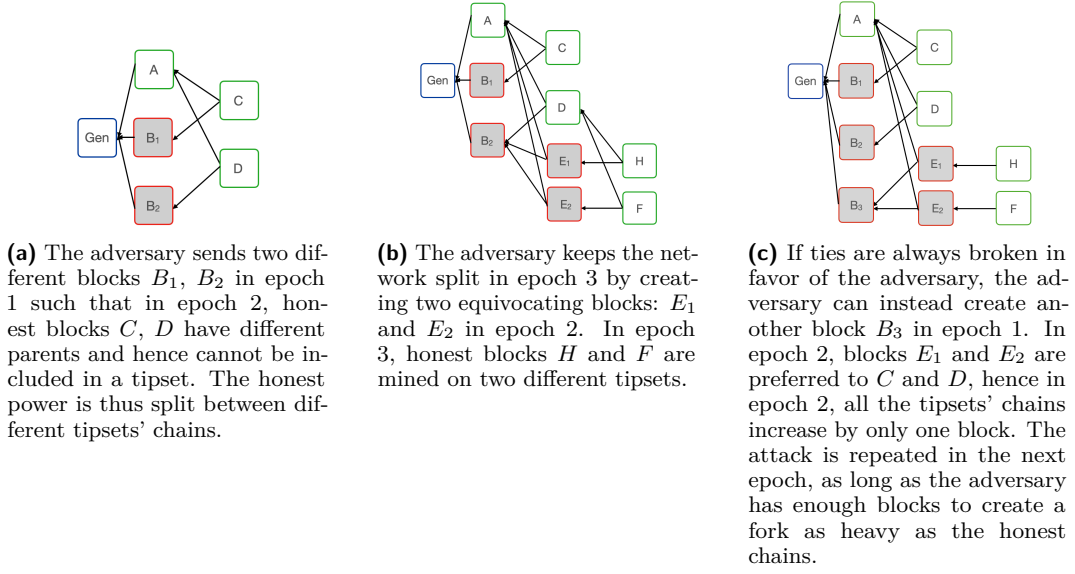 A
C
Gen
B1
D
B2
(a) The adversary sends two dif-
ferent blocks B1, B2 in epoch
1 such that in epoch 2, hon-
est blocks C, D have different
parents and hence cannot be in-
cluded in a tipset. The honest
power is thus split between dif-
ferent tipsets' chains.
A
C
Gen
B1
D
B2
E1
H
E2
F
(b) The adversary keeps the net-
work split in epoch 3 by creat-
ing two equivocating blocks: E1
and E2 in epoch 2. In epoch
3, honest blocks H and F are
mined on two different tipsets.
A
C
Gen
B1
D
B2
E1
H
B3
E2
F
(c) If ties are always broken in
favor of the adversary, the ad-
versary can instead create an-
other block B3 in epoch 1. In
epoch 2, blocks E1 and E2 are
preferred to C and D, hence in
epoch 2, all the tipsets' chains
increase by only one block. The
attack is repeated in the next
epoch, as long as the adversary
has enough blocks to create a
fork as heavy as the honest
chains.